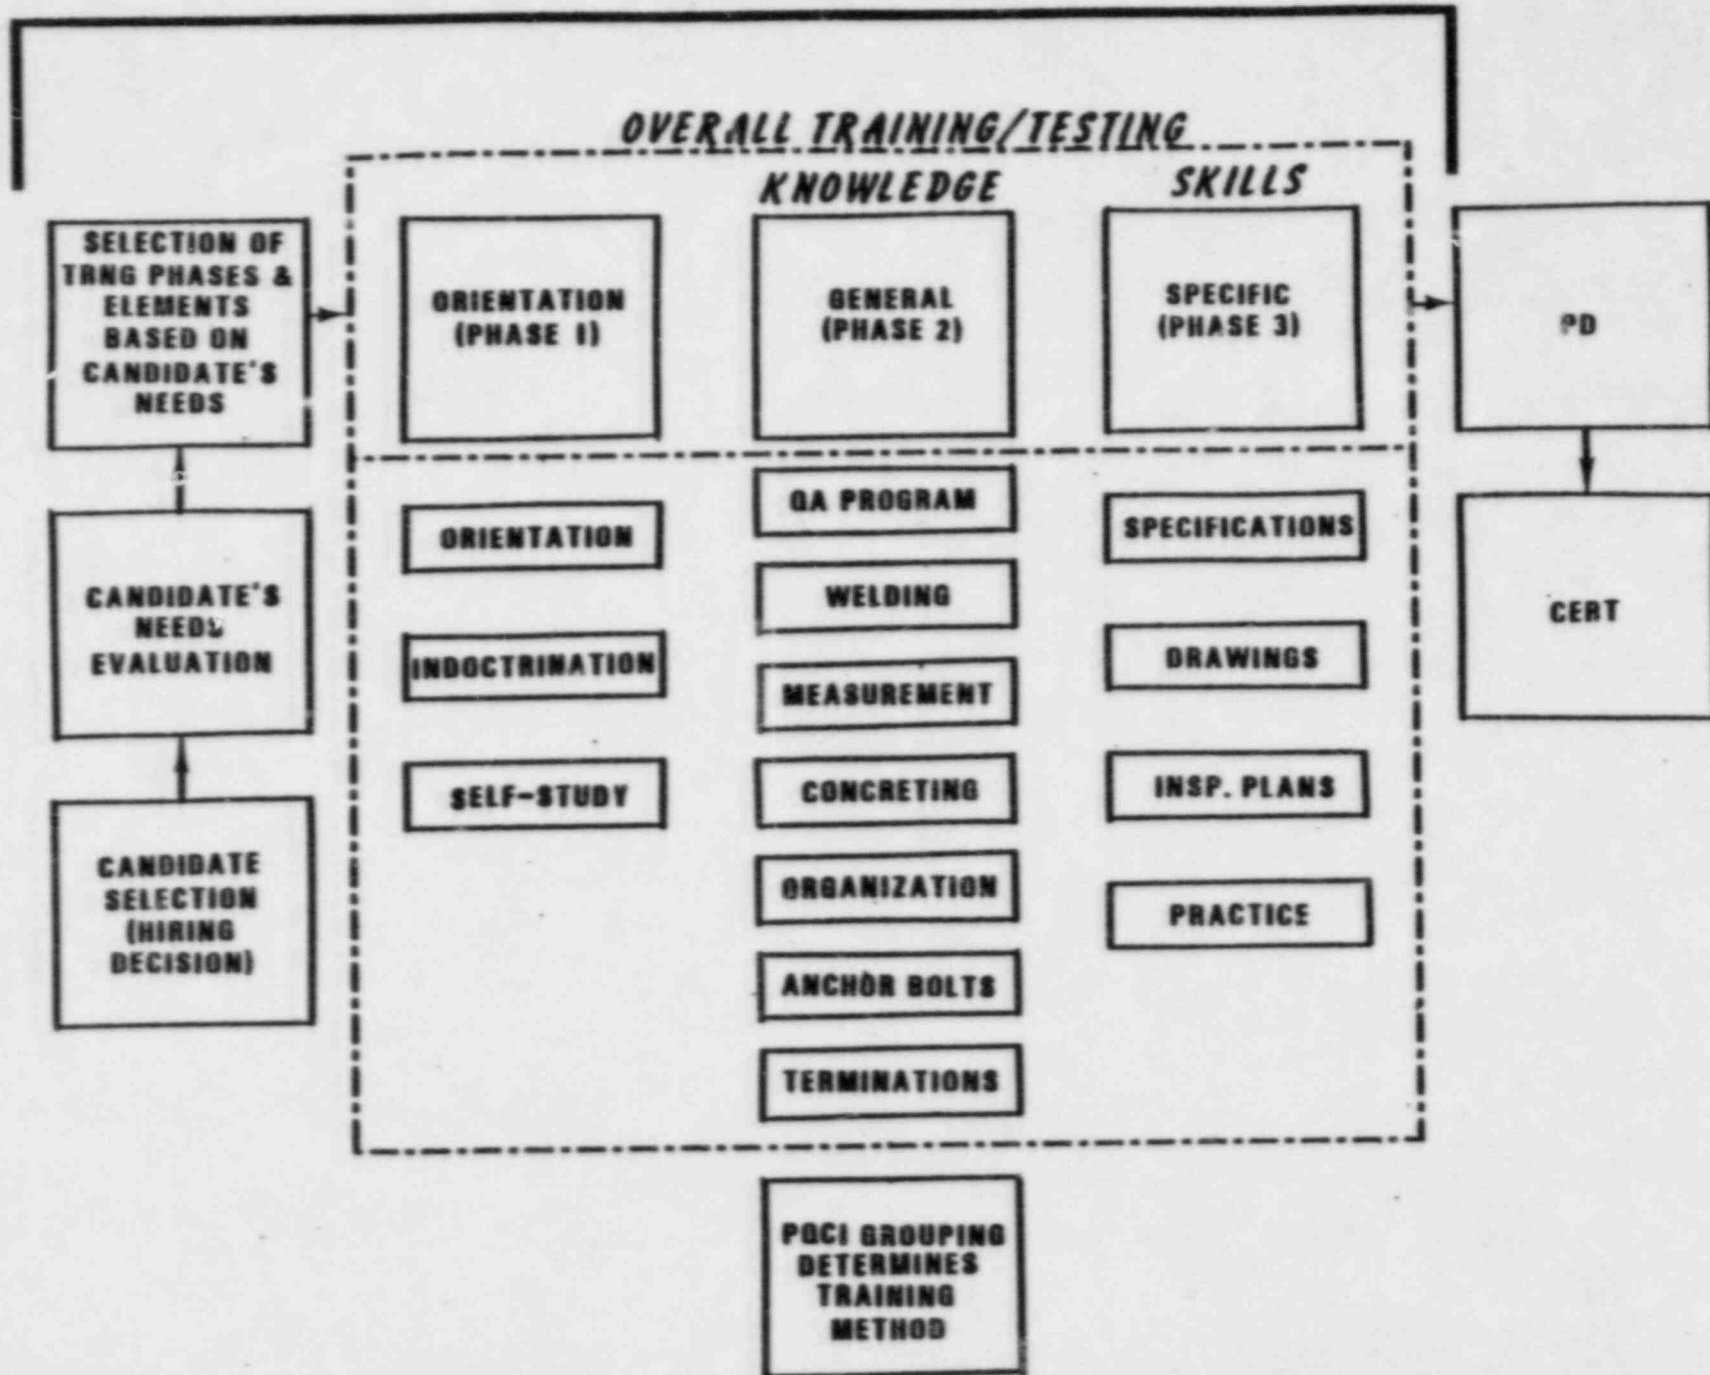 OVERALL TRAINING/TESTING
KNOWLEDGE
SKILLS
SELECTION OF
TRNG PHASES &
ELEMENTS
BASED ON
CANDIDATE'S
NEEDS
ORIENTATION
(PHASE 1)
GENERAL
(PHASE 2)
SPECIFIC
(PHASE 3)
PD
CANDIDATE'S
NEEDS
EVALUATION
CANDIDATE
SELECTION
(HIRING
DECISION)
ORIENTATION
INDOCTRINATION
SELF-STUDY
QA PROGRAM
WELDING
MEASUREMENT
CONCRETING
ORGANIZATION
ANCHOR BOLTS
TERMINATIONS
SPECIFICATIONS
DRAWINGS
INSP. PLANS
PRACTICE
CERT
PQCI GROUPING
DETERMINES
TRAINING
METHOD